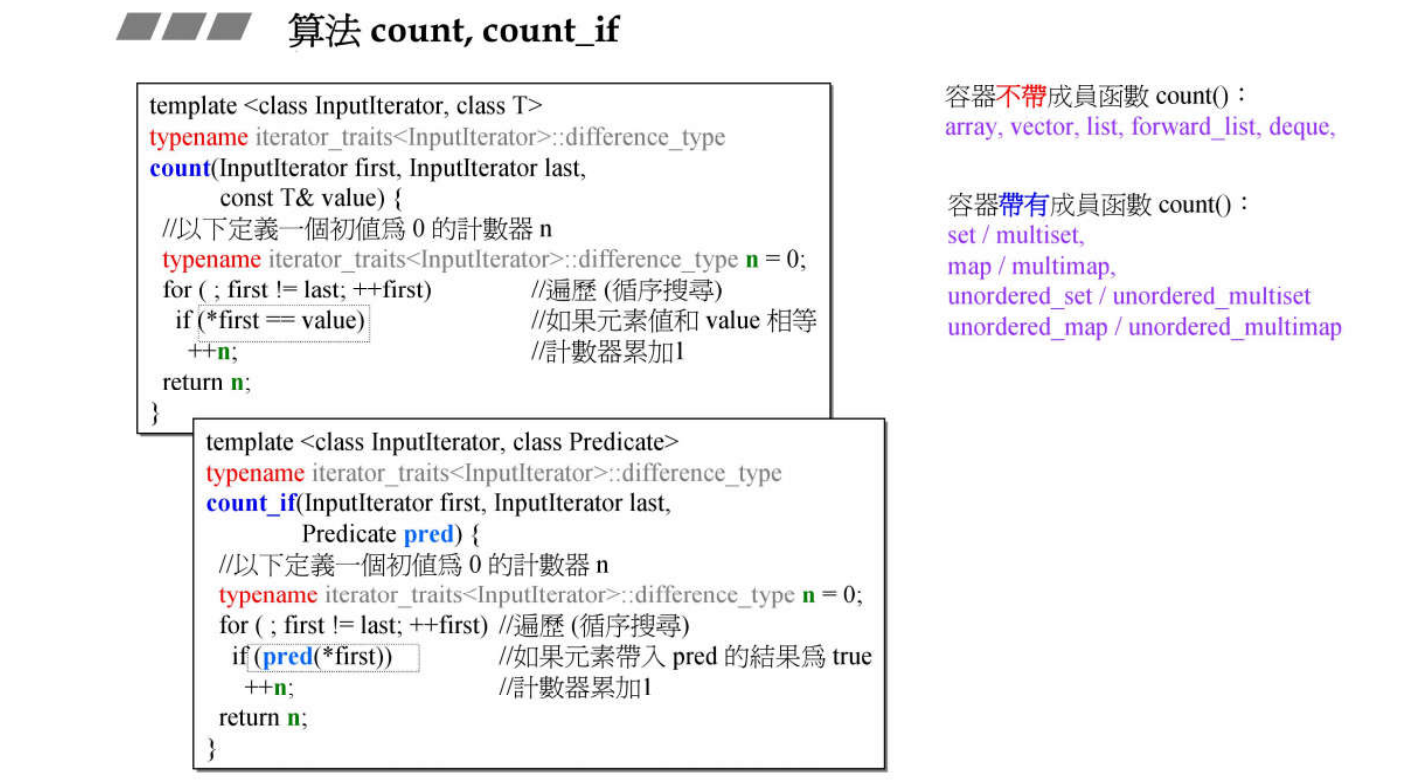 算法 count, count_if
template <class InputIterator, class T>
typename iterator_traits<InputIterator>::difference_type
count(InputIterator first, InputIterator last,
const T& value) {
//以下定義一個初值爲 0 的計數器 n
typename iterator_traits<InputIterator>::difference_type n = 0;
for ( ; first != last; ++first) //遍歷 (循序搜尋)
if (*first == value) //如果元素值和 value 相等
++n; //計數器累加1
return n;
}
template <class InputIterator, class Predicate>
typename iterator_traits<InputIterator>::difference_type
count_if(InputIterator first, InputIterator last,
Predicate pred) {
//以下定義一個初值爲 0 的計數器 n
typename iterator_traits<InputIterator>::difference_type n = 0;
for ( ; first != last; ++first) //遍歷 (循序搜尋)
if (pred(*first)) //如果元素帶入 pred 的結果爲 true
++n; //計數器累加1
return n;
}
容器不帶成員函數 count()：
array, vector, list, forward_list, deque,
容器帶有成員函數 count()：
set / multiset,
map / multimap,
unordered_set / unordered_multiset
unordered_map / unordered_multimap